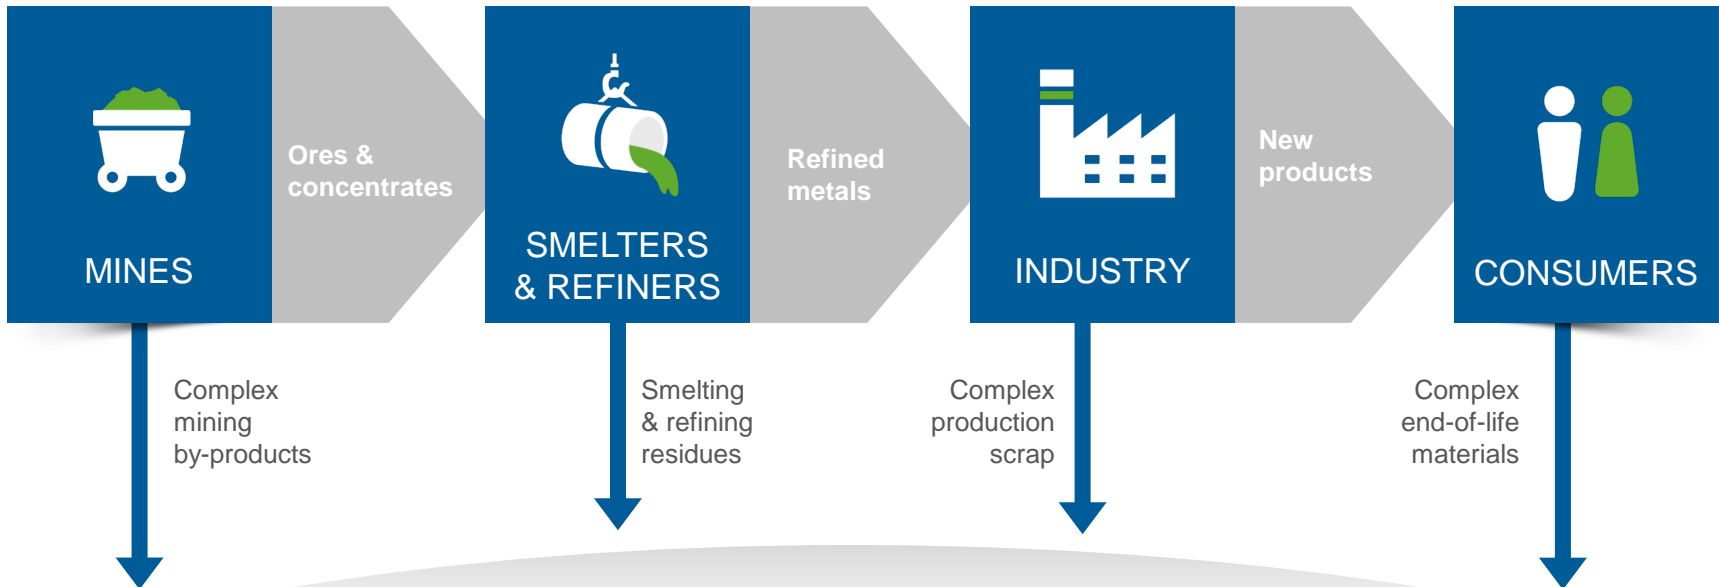 MINES
Ores &
concentrates
SMELTERS
& REFINERS
Refined
metals
INDUSTRY
New
products
CONSUMERS
Complex
mining
by-products
Smelting
& refining
residues
Complex
production
scrap
Complex
end-of-life
materials